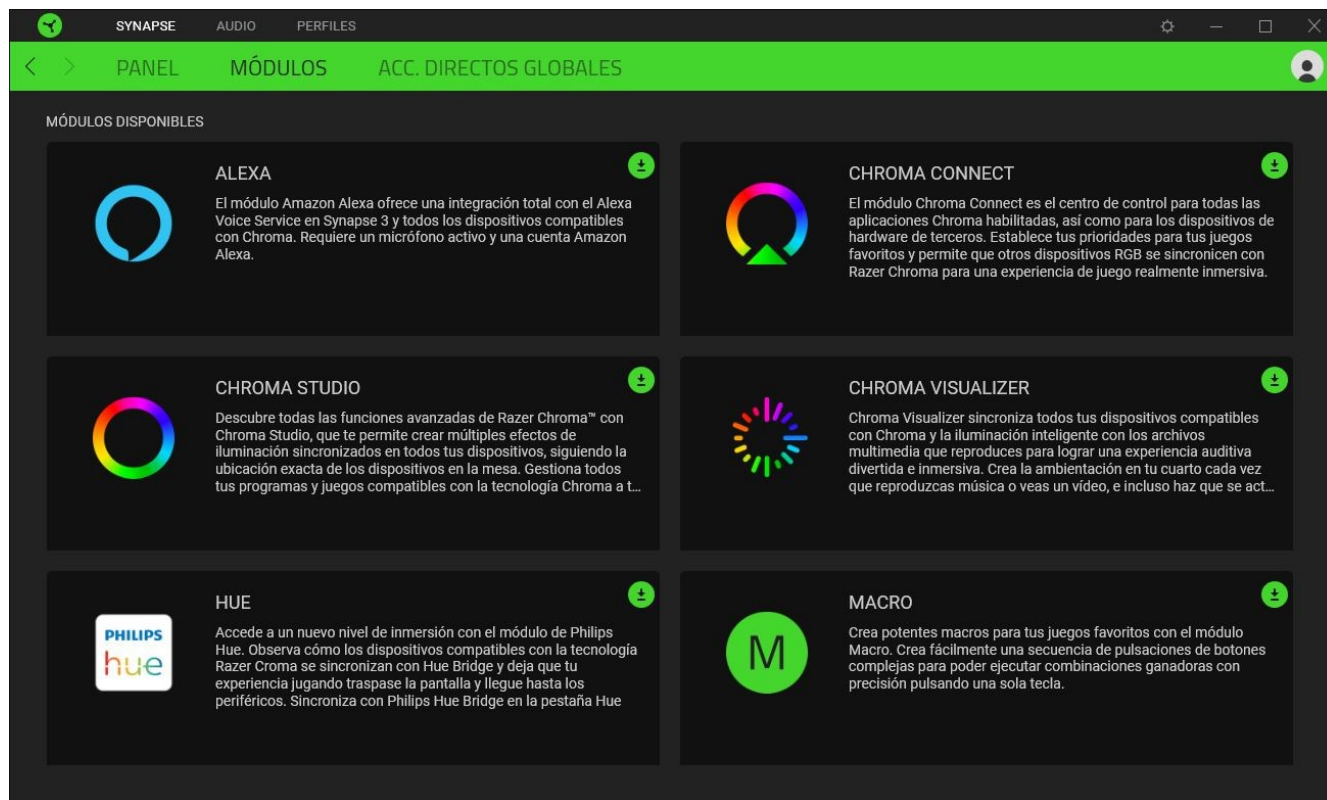 SYNAPSE AUDIO PERFILES
PANEL MÓDULOS ACC. DIRECTOS GLOBALES
MÓDULOS DISPONIBLES
ALEXA
El módulo Amazon Alexa ofrece una integración total con el Alexa
Voice Service en Synapse 3 y todos los dispositivos compatibles
con Chroma. Requiere un micrófono activo y una cuenta Amazon
Alexa.
CHROMA CONNECT
El módulo Chroma Connect es el centro de control para todas las
aplicaciones Chroma habilitadas, así como para los dispositivos de
hardware de terceros. Establece tus prioridades para tus juegos
favoritos y permite que otros dispositivos RGB se sincronicen con
Razer Chroma para una experiencia de juego realmente inmersiva.
CHROMA STUDIO
Descubre todas las funciones avanzadas de Razer Chroma™ con
Chroma Studio, que te permite crear múltiples efectos de
iluminación sincronizados en todos tus dispositivos, siguiendo la
ubicación exacta de los dispositivos en la mesa. Gestiona todos
tus programas y juegos compatibles con la tecnología Chroma a t...
CHROMA VISUALIZER
Chroma Visualizer sincroniza todos tus dispositivos compatibles
con Chroma y la iluminación inteligente con los archivos
multimedia que reproduces para lograr una experiencia auditiva
divertida e inmersiva. Crea la ambientación en tu cuarto cada vez
que reproduzcas música o veas un vídeo, e incluso haz que se act...
PHILIPS
hue
HUE
Accede a un nuevo nivel de inmersión con el módulo de Philips
Hue. Observa cómo los dispositivos compatibles con la tecnología
Razer Croma se sincronizan con Hue Bridge y deja que tu
experiencia jugando traspase la pantalla y llegue hasta los
periféricos. Sincroniza con Philips Hue Bridge en la pestaña Hue
M
MACRO
Crea potentes macros para tus juegos favoritos con el módulo
Macro. Crea fácilmente una secuencia de pulsaciones de botones
complejas para poder ejecutar combinaciones ganadoras con
precisión pulsando una sola tecla.